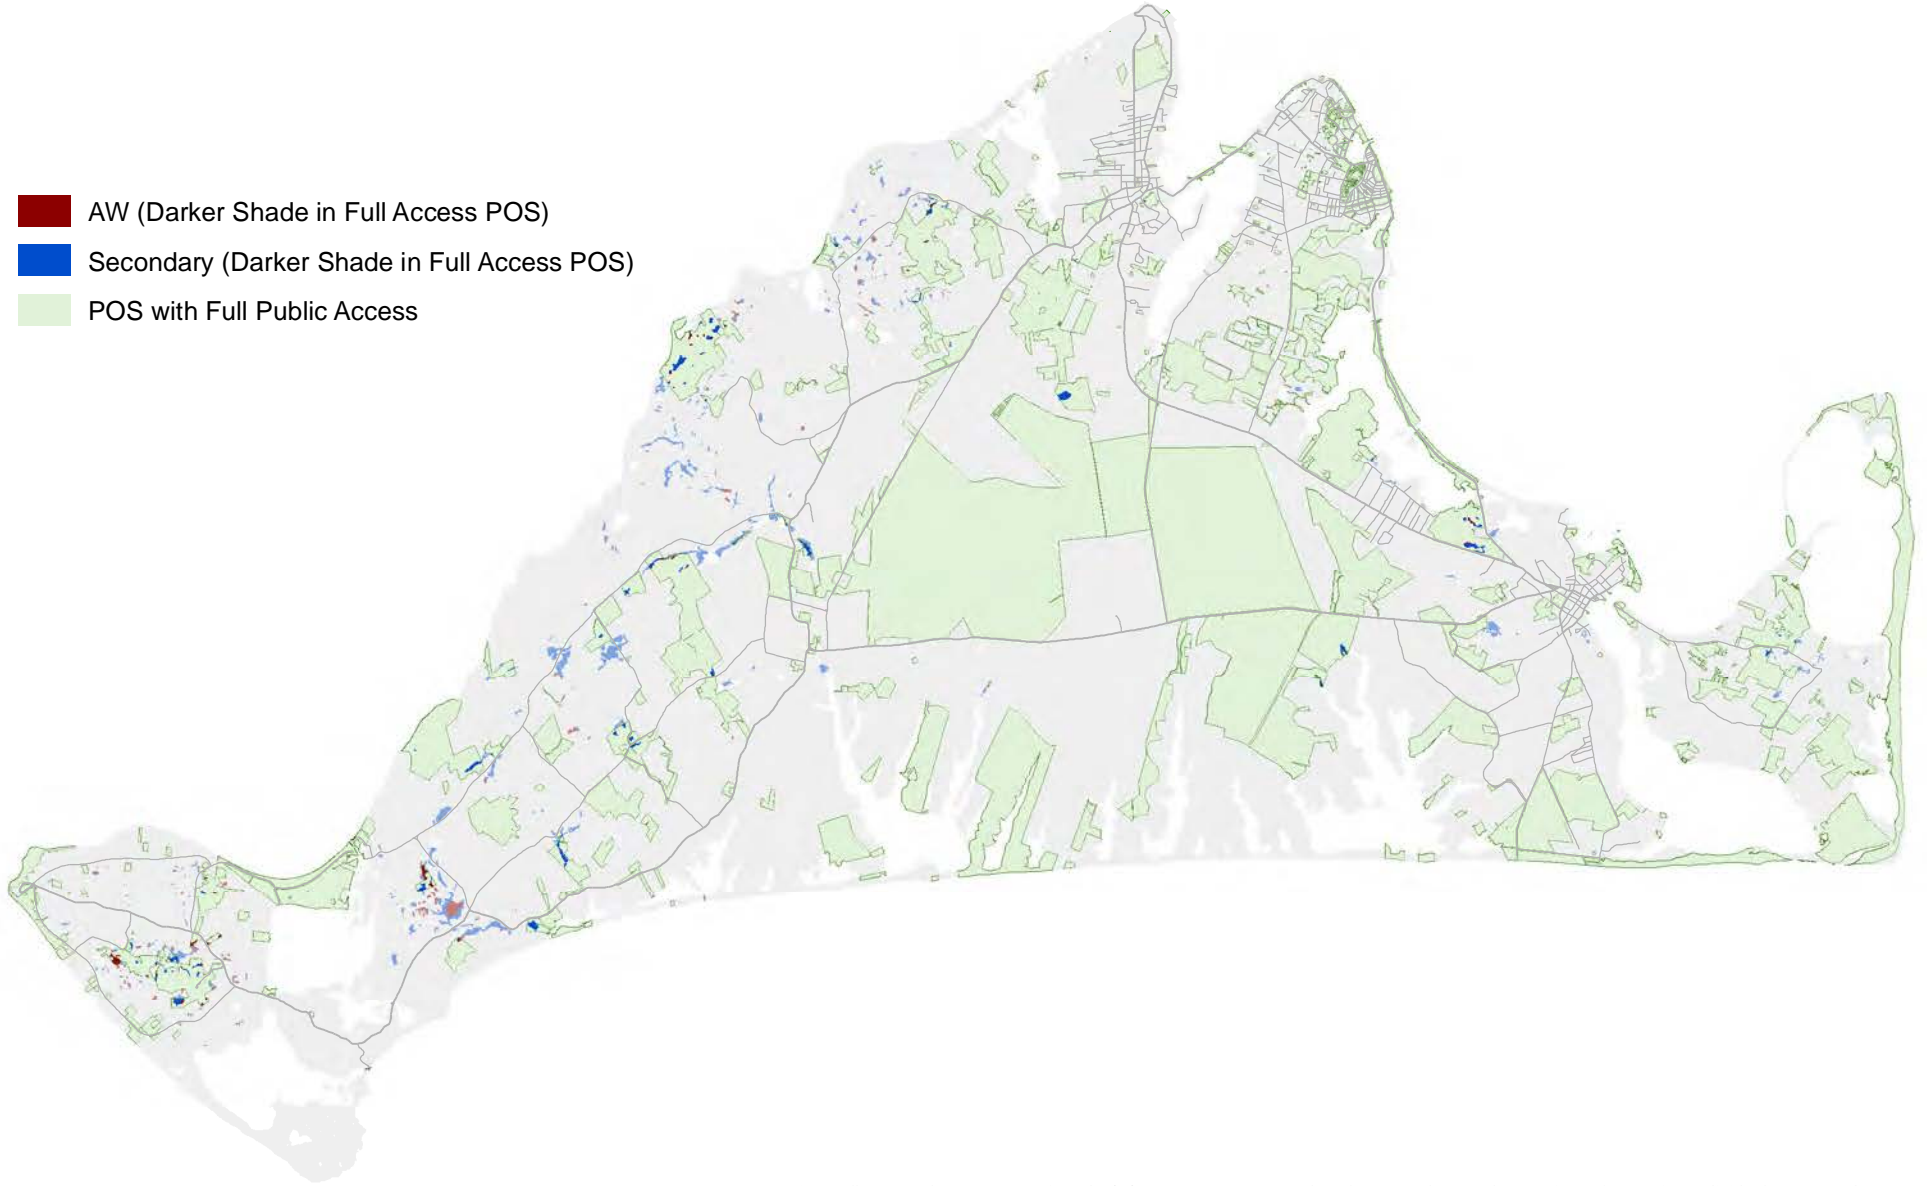 AW (Darker Shade in Full Access POS)
Secondary (Darker Shade in Full Access POS)
POS with Full Public Access